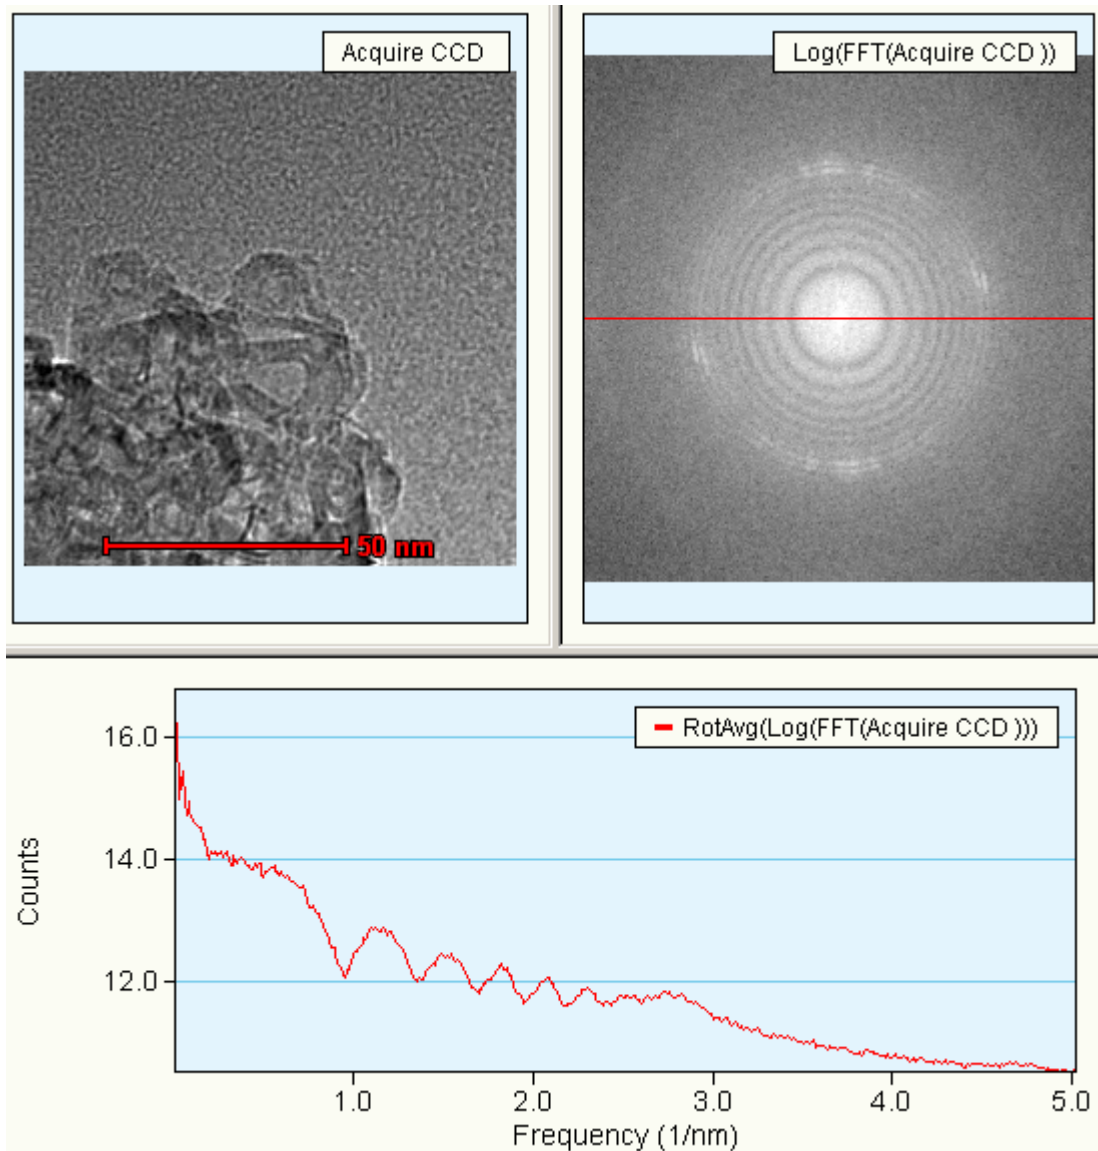 Acquire CCD
Log(FFT(Acquire CCD ))
50 nm
RotAvg(Log(FFT(Acquire CCD )))
16.0
14.0
12.0
Counts
1.0 2.0 3.0 4.0 5.0
Frequency (1/nm)